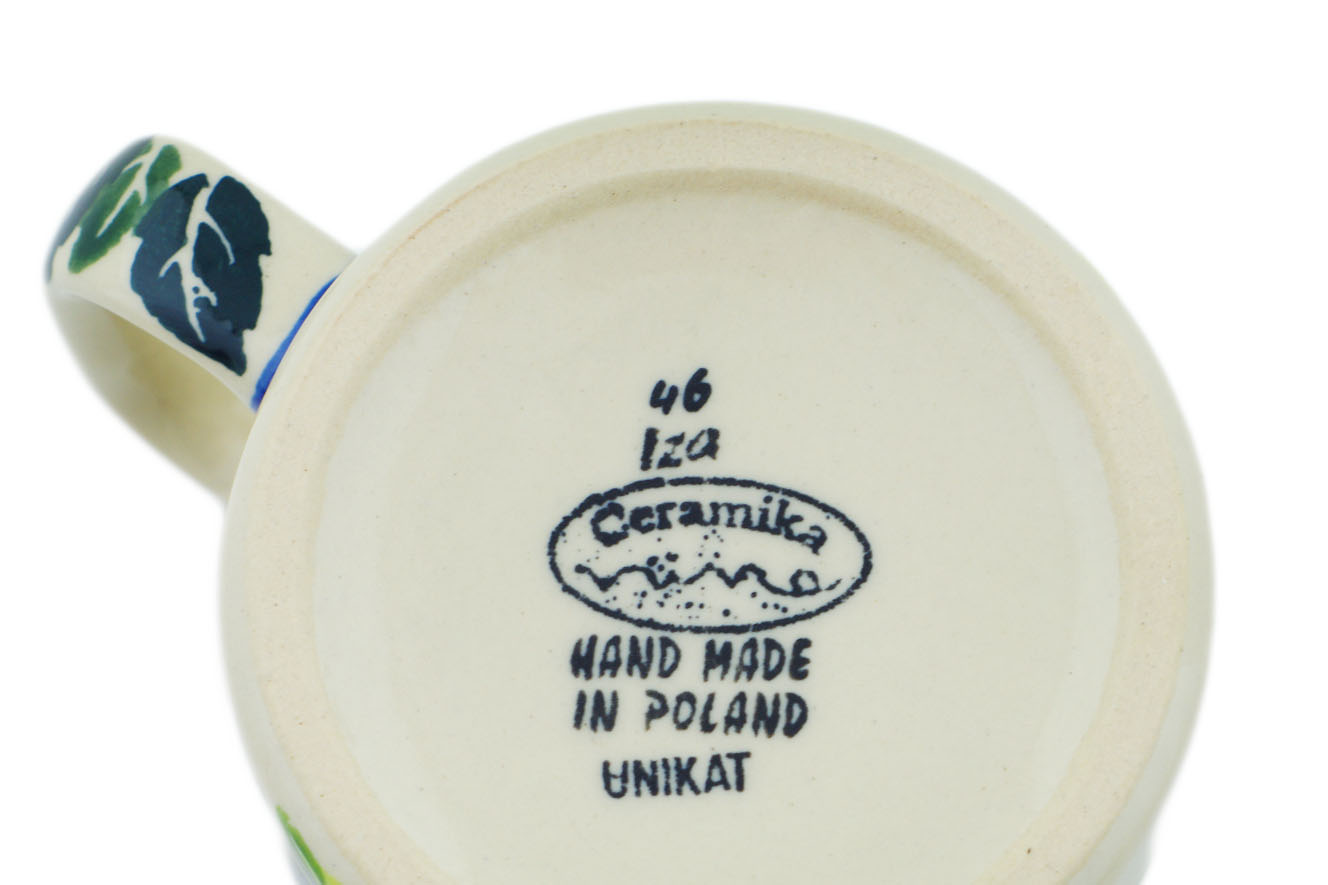 46
Iza
Ceramika
HAND MADE
IN POLAND
UNIKAT